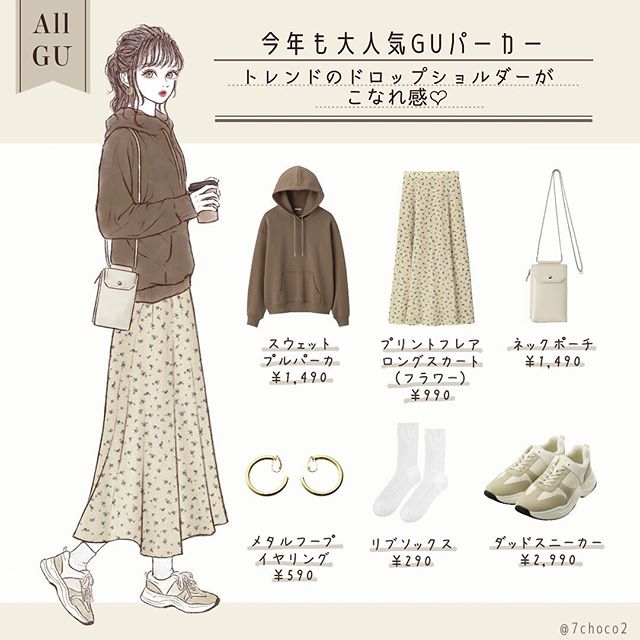 All
GU
今年も大人気GUパーカー
トレンドのドロップショルダーが
こなれ感♡
スウェット
プルパーカ
¥1,490
プリントフレア
ロングスカート
(フラワー)
¥990
ネックポーチ
¥1,490
メタルフープ
イヤリング
¥590
リブソックス
¥290
ダッドスニーカー
¥2,990
@7choco2